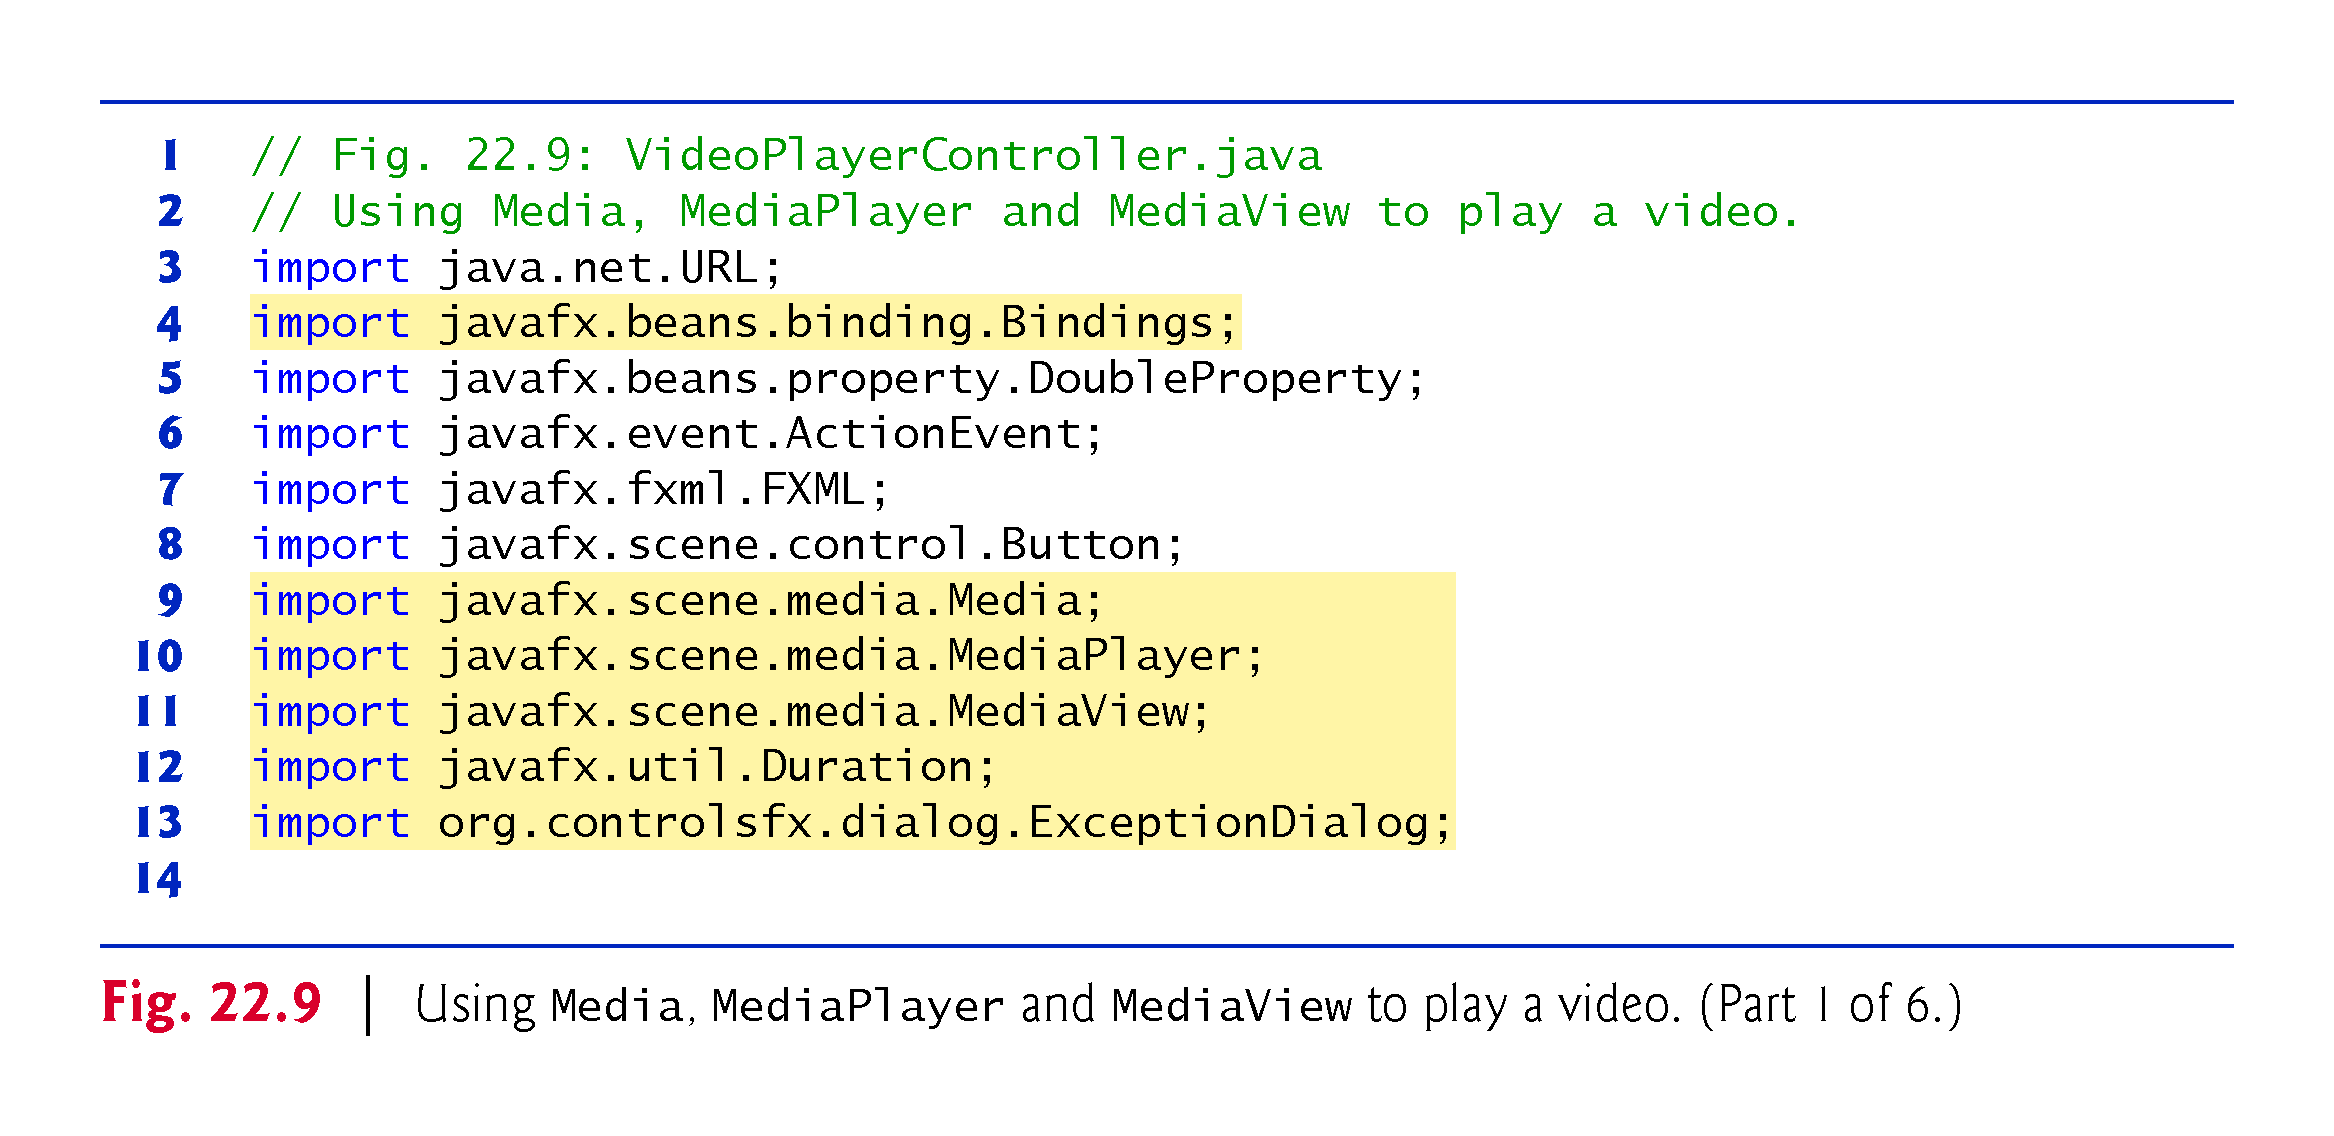 1 // Fig. 22.9: VideoPlayerController.java
2 // Using Media, MediaPlayer and MediaView to play a video.
3 import java.net.URL;
4 import javafx.beans.binding.Bindings;
5 import javafx.beans.property.DoubleProperty;
6 import javafx.event.ActionEvent;
7 import javafx.fxml.FXML;
8 import javafx.scene.control.Button;
9 import javafx.scene.media.Media;
10 import javafx.scene.media.MediaPlayer;
11 import javafx.scene.media.MediaView;
12 import javafx.util.Duration;
13 import org.controlsfx.dialog.ExceptionDialog;
14
Fig. 22.9 | Using Media, MediaPlayer and MediaView to play a video. (Part 1 of 6.)